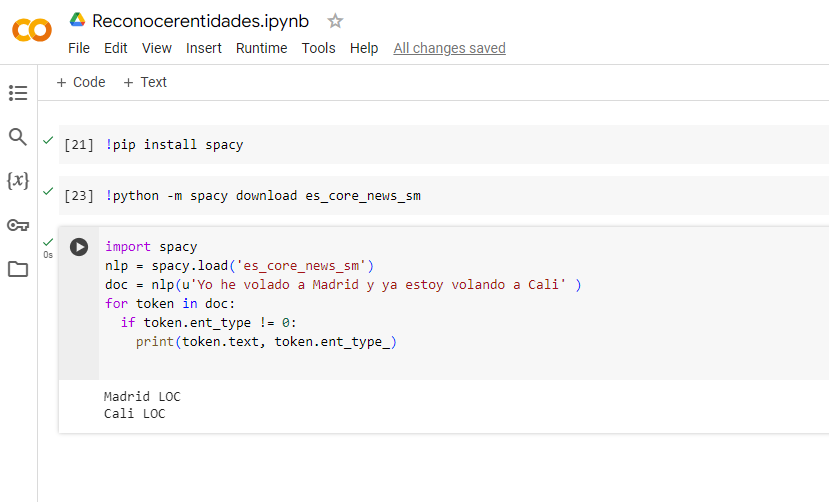 Reconocerentidades.ipynb
File Edit View Insert Runtime Tools Help All changes saved
+ Code + Text
[21] !pip install spacy
[23] !python -m spacy download es_core_news_sm
0s
import spacy
nlp = spacy.load('es_core_news_sm')
doc = nlp(u'Yo he volado a Madrid y ya estoy volando a Cali' )
for token in doc:
  if token.ent_type != 0:
    print(token.text, token.ent_type_)
Madrid LOC
Cali LOC